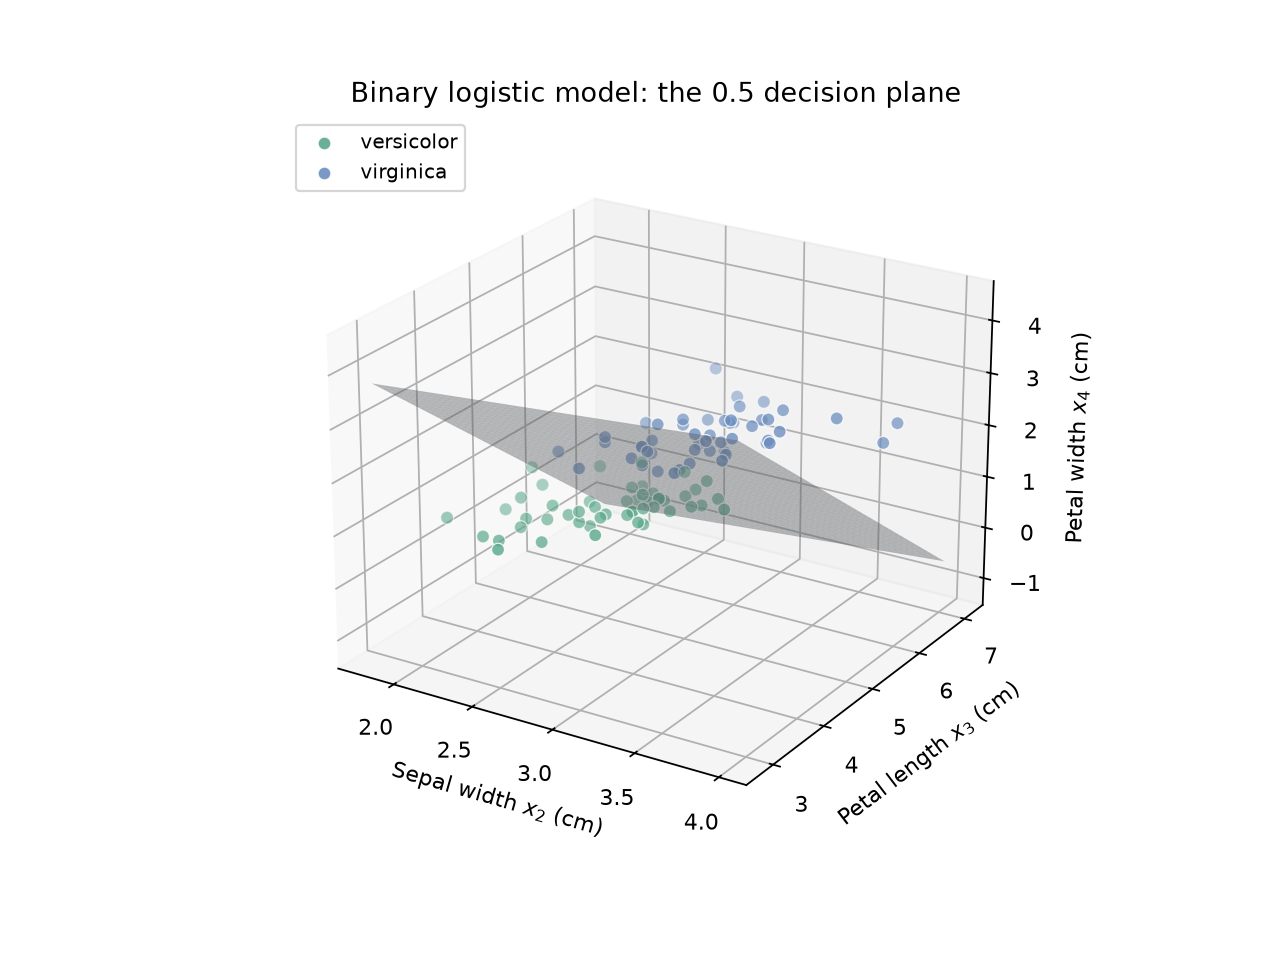 Binary logistic model: the 0.5 decision plane
versicolor
virginica
4
3
2
1
0
−1
Petal width x₄ (cm)
2.0
2.5
3.0
3.5
4.0
Sepal width x₂ (cm)
3
4
5
6
7
Petal length x₃ (cm)